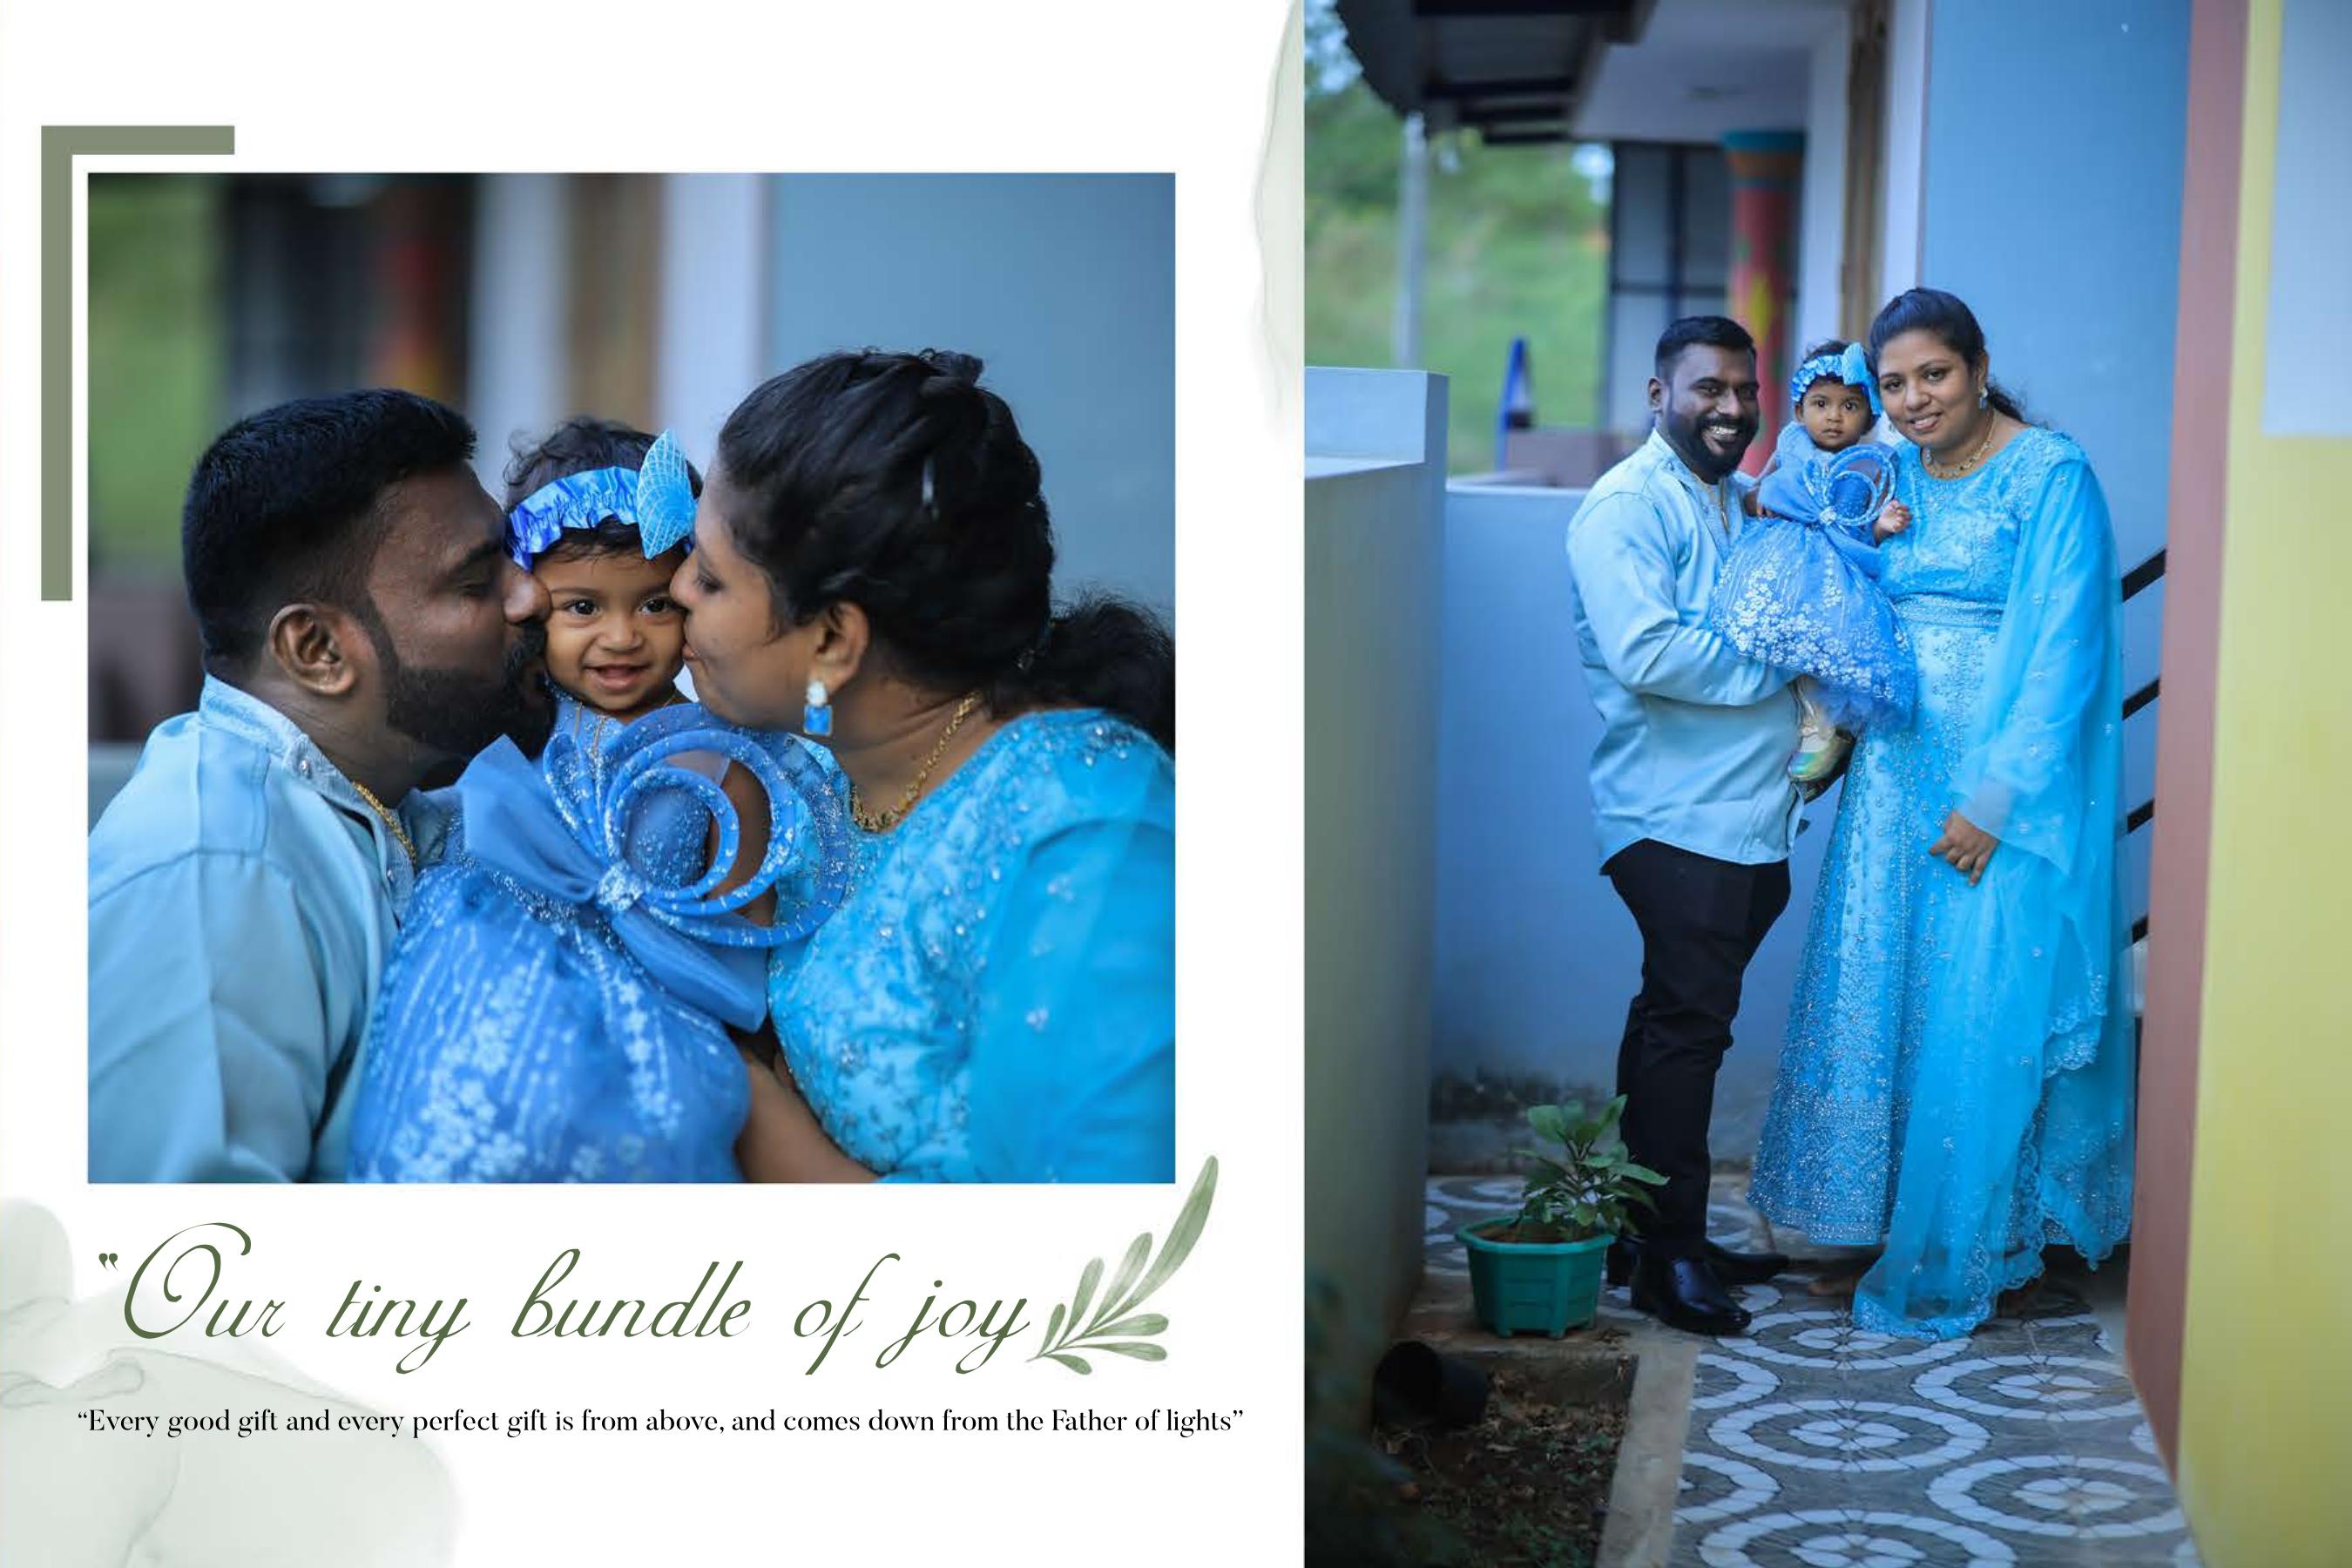 "Our tiny bundle of joy
“Every good gift and every perfect gift is from above, and comes down from the Father of lights”